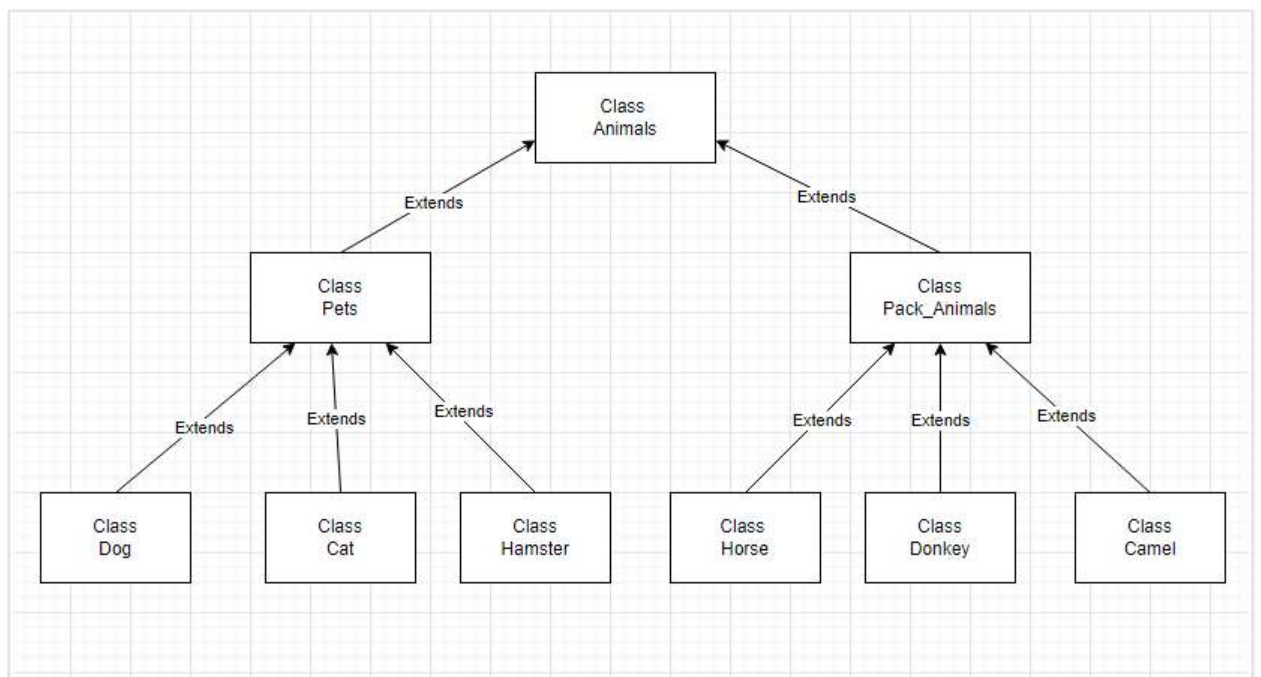 Class
Animals
Extends
Extends
Class
Pets
Class
Pack_Animals
Extends
Extends
Extends
Extends
Extends
Extends
Class
Dog
Class
Cat
Class
Hamster
Class
Horse
Class
Donkey
Class
Camel